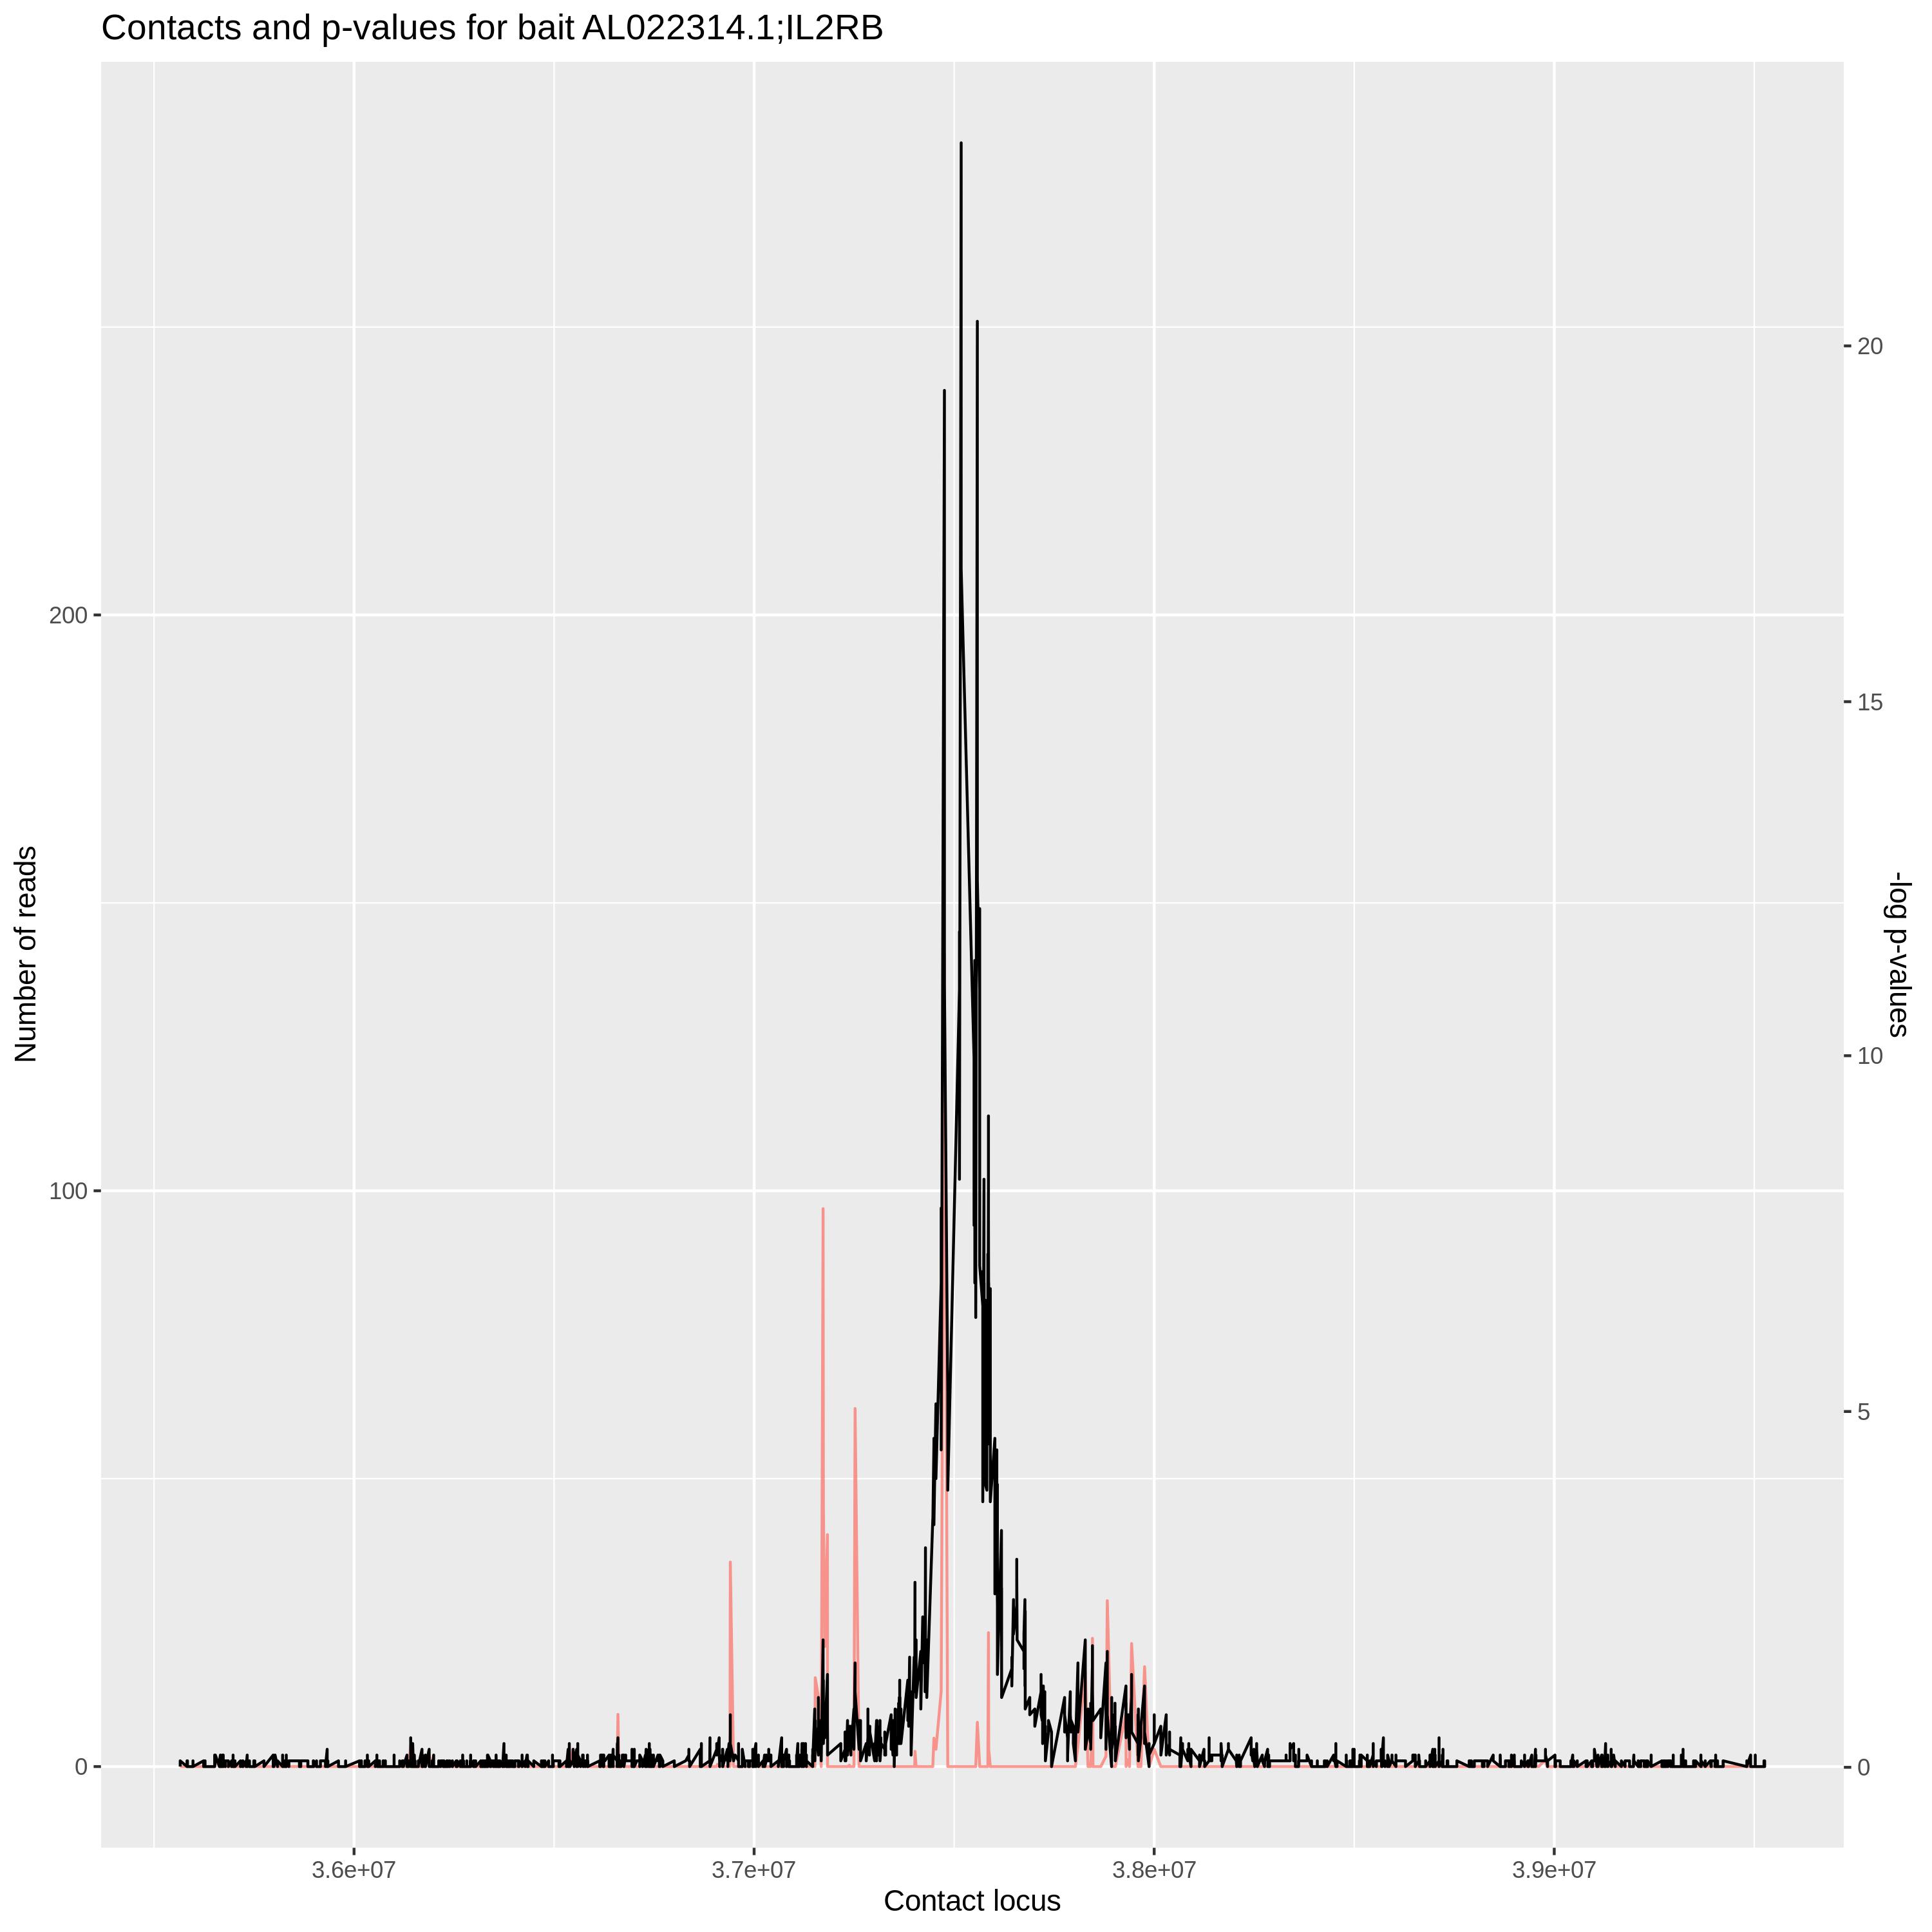 Contacts and p-values for bait AL022314.1;IL2RB
Number of reads
200
100
0
20
15
10
5
0
-log p-values
3.6e+07
3.7e+07
3.8e+07
3.9e+07
Contact locus